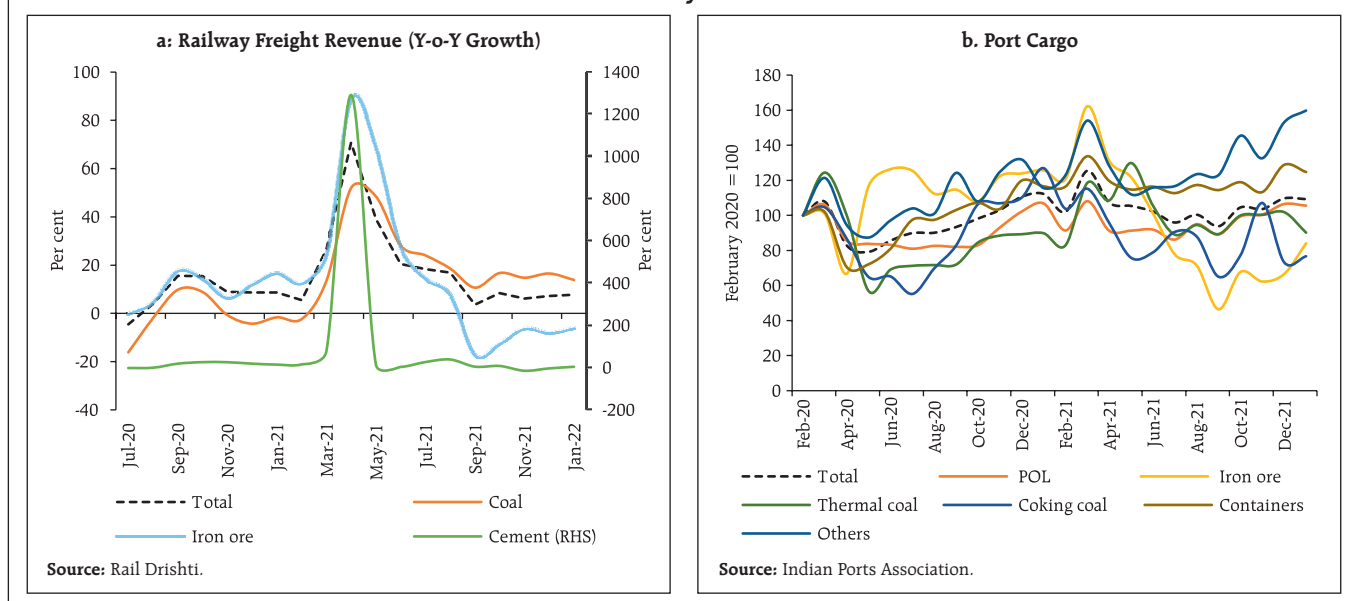 a: Railway Freight Revenue (Y-o-Y Growth)
100
80
60
40
20
0
-20
-40
Per cent
1400
1200
1000
800
600
400
200
0
-200
Per cent
Jul-20
Sep-20
Nov-20
Jan-21
Mar-21
May-21
Jul-21
Sep-21
Nov-21
Jan-22
Total
Coal
Iron ore
Cement (RHS)
Source: Rail Drishti.
b. Port Cargo
180
160
140
120
100
80
60
40
20
0
February 2020 = 100
Feb-20
Apr-20
Jun-20
Aug-20
Oct-20
Dec-20
Feb-21
Apr-21
Jun-21
Aug-21
Oct-21
Dec-21
Total
POL
Iron ore
Thermal coal
Coking coal
Containers
Others
Source: Indian Ports Association.